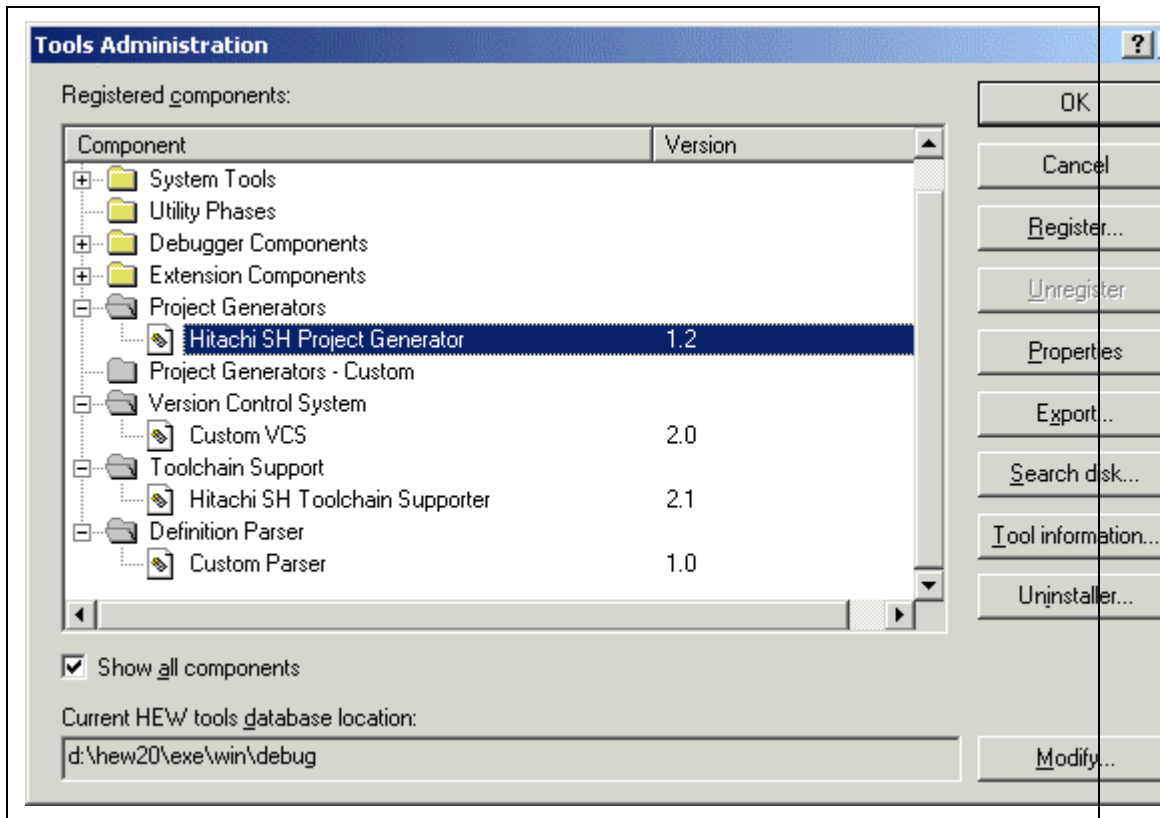 Tools Administration
?
Registered components:
Component Version
System Tools
Utility Phases
Debugger Components
Extension Components
Project Generators
Hitachi SH Project Generator 1.2
Project Generators - Custom
Version Control System
Custom VCS 2.0
Toolchain Support
Hitachi SH Toolchain Supporter 2.1
Definition Parser
Custom Parser 1.0
Show all components
Current HEW tools database location:
d:\hew20\exe\win\debug
OK
Cancel
Register...
Unregister
Properties
Export...
Search disk...
Tool information...
Uninstaller...
Modify...